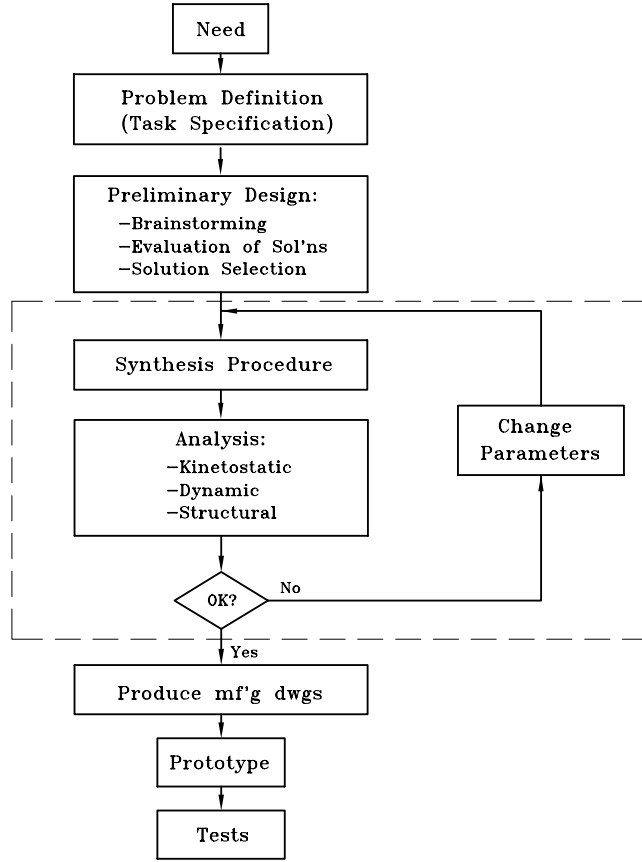 Need
Problem Definition
(Task Specification)
Preliminary Design:
-Brainstorming
-Evaluation of Sol'ns
-Solution Selection
Synthesis Procedure
Analysis:
-Kinetostatic
-Dynamic
-Structural
Change
Parameters
OK?
No
Yes
Produce mf'g dwgs
Prototype
Tests